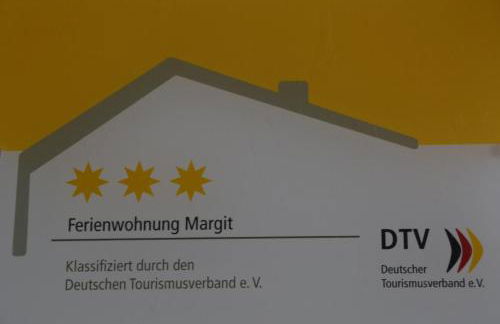 Ferienwohnung Margit
Klassifiziert durch den
Deutschen Tourismusverband e. V.
DTV
Deutscher
Tourismusverband e.V.